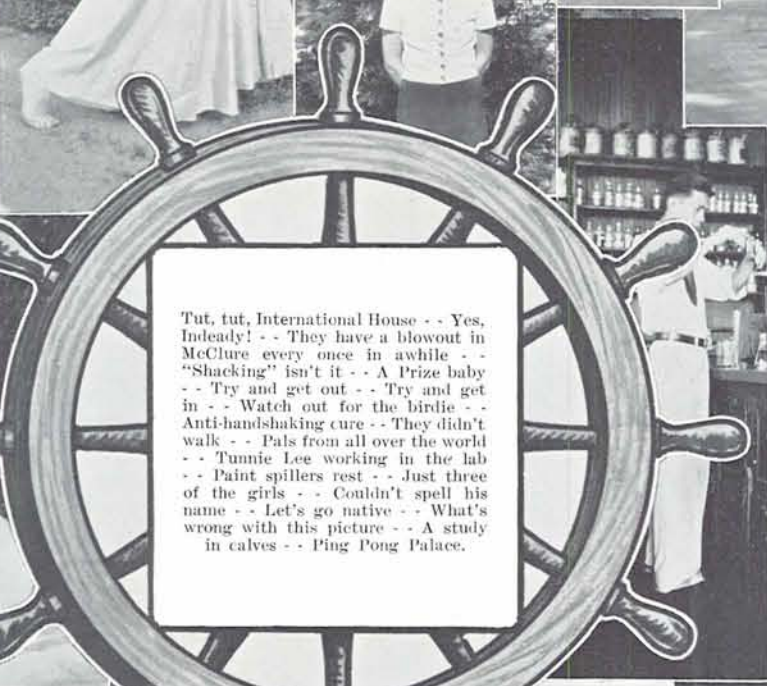 Tut, tut, International House - - Yes,
Indeady! - - They have a blowout in
McClure every once in awhile - -
“Shacking” isn't it - - A Prize baby
- - Try and get out - - Try and get
in - - Watch out for the birdie - -
Anti-handshaking cure - - They didn't
walk - - Pals from all over the world
- - Tunnie Lee working in the lab
- - Paint spillers rest - - Just three
of the girls - - Couldn't spell his
name - - Let's go native - - What's
wrong with this picture - - A study
in calves - - Ping Pong Palace.